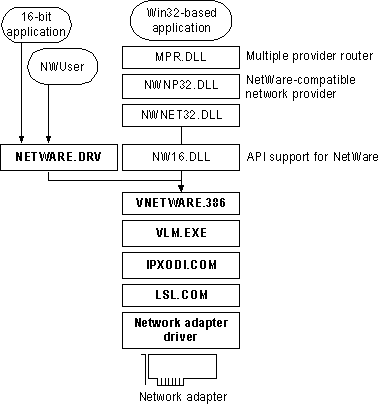 16-bit
application
Win32-based
application
NWUser
MPR.DLL
Multiple provider router
NWNP32.DLL
NetWare-compatible
network provider
NWNET32.DLL
NETWARE.DRV
NW16.DLL
API support for NetWare
VNETWARE.386
VLM.EXE
IPXODI.COM
LSL.COM
Network adapter
driver
Network adapter